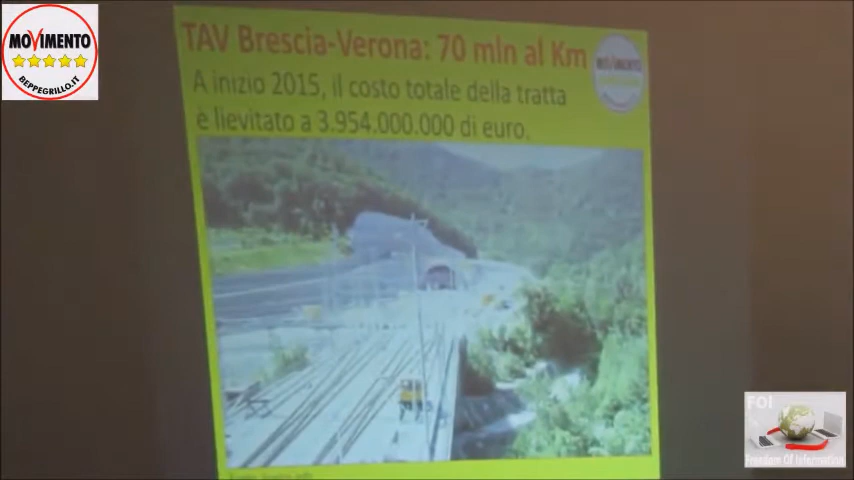 MOVIMENTO
BEPPEGRILLO.IT
TAV Brescia-Verona: 70 mln al Km
MOVIMENTO
A inizio 2015, il costo totale della tratta
è lievitato a 3.954.000.000 di euro.
FOI
Freedom Of Information